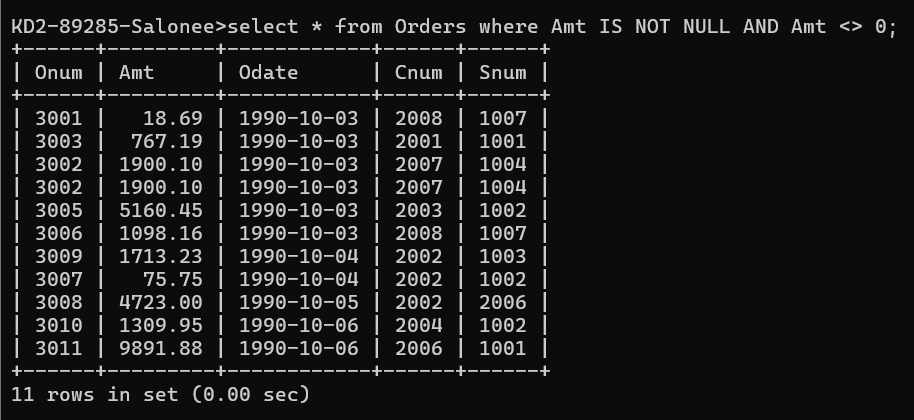 KD2-89285-Salonee>select * from Orders where Amt IS NOT NULL AND Amt <> 0;
+------+---------+------------+------+------+
| Onum | Amt     | Odate      | Cnum | Snum |
+------+---------+------------+------+------+
| 3001 |   18.69 | 1990-10-03 | 2008 | 1007 |
| 3003 |  767.19 | 1990-10-03 | 2001 | 1001 |
| 3002 | 1900.10 | 1990-10-03 | 2007 | 1004 |
| 3002 | 1900.10 | 1990-10-03 | 2007 | 1004 |
| 3005 | 5160.45 | 1990-10-03 | 2003 | 1002 |
| 3006 | 1098.16 | 1990-10-03 | 2008 | 1007 |
| 3009 | 1713.23 | 1990-10-04 | 2002 | 1003 |
| 3007 |   75.75 | 1990-10-04 | 2002 | 1002 |
| 3008 | 4723.00 | 1990-10-05 | 2002 | 2006 |
| 3010 | 1309.95 | 1990-10-06 | 2004 | 1002 |
| 3011 | 9891.88 | 1990-10-06 | 2006 | 1001 |
+------+---------+------------+------+------+
11 rows in set (0.00 sec)